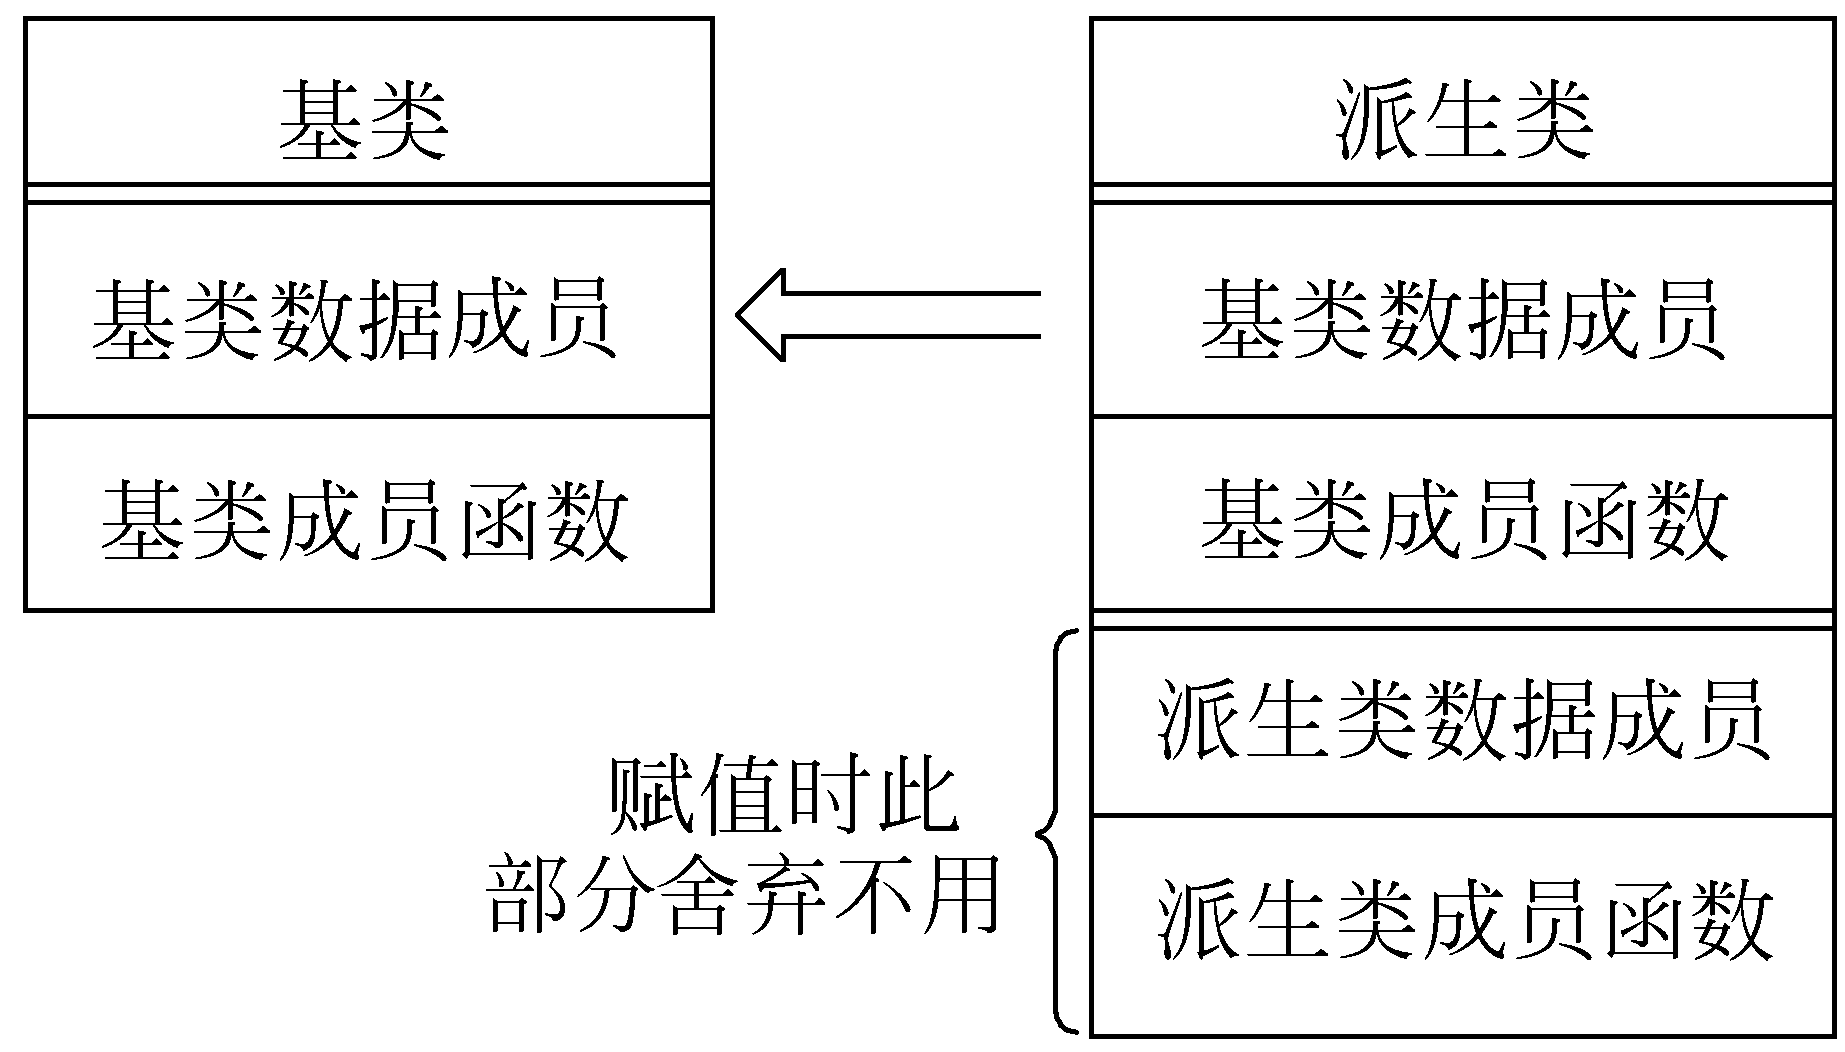 基类
基类数据成员
基类成员函数
派生类
基类数据成员
基类成员函数
派生类数据成员
派生类成员函数
赋值时此
部分舍弃不用